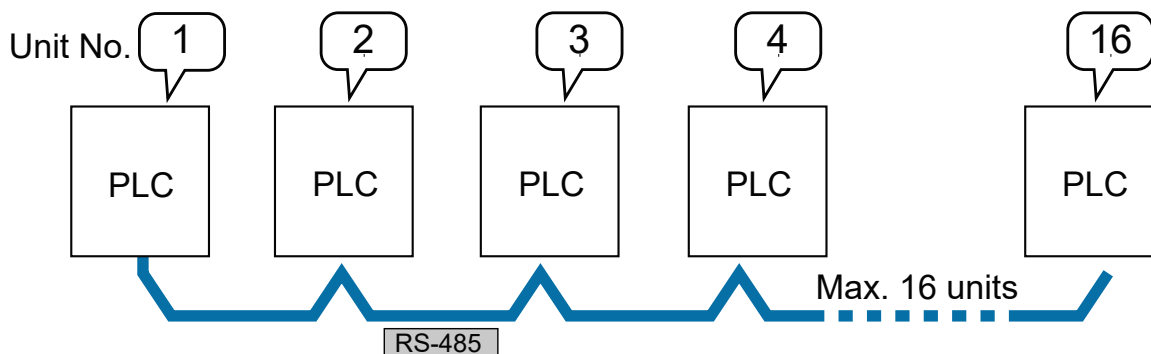 Unit No. 1 2 3 4 16
PLC PLC PLC PLC PLC
Max. 16 units
RS-485